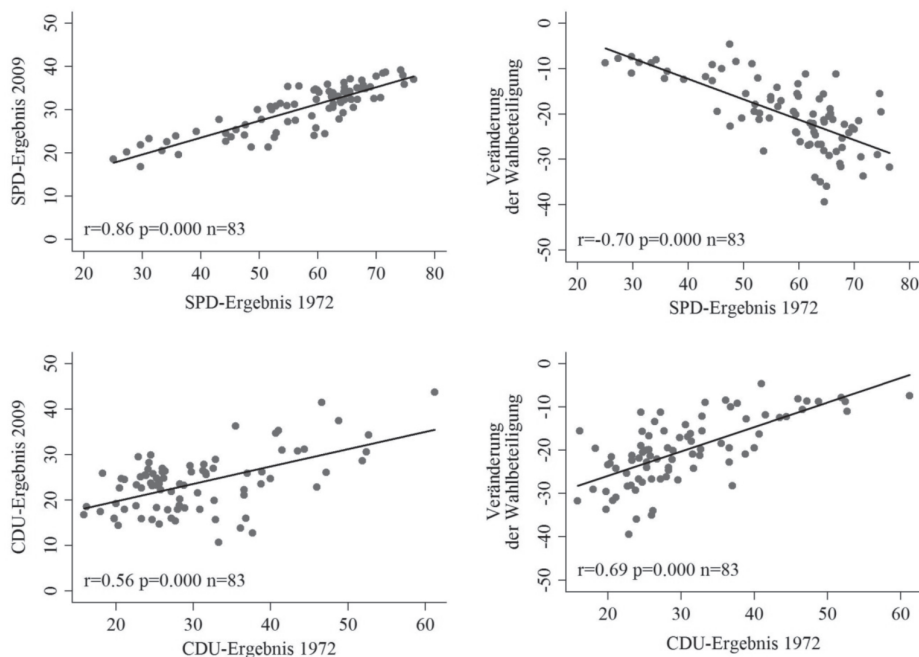 SPD-Ergebnis 2009
50
40
30
20
10
0
r=0.86 p=0.000 n=83
20 30 40 50 60 70 80
SPD-Ergebnis 1972
Veränderung
der Wahlbeteiligung
0
-10
-20
-30
-40
-50
r=-0.70 p=0.000 n=83
20 30 40 50 60 70 80
SPD-Ergebnis 1972
CDU-Ergebnis 2009
50
40
30
20
10
0
r=0.56 p=0.000 n=83
20 30 40 50 60
CDU-Ergebnis 1972
Veränderung
der Wahlbeteiligung
0
-10
-20
-30
-40
-50
r=0.69 p=0.000 n=83
20 30 40 50 60
CDU-Ergebnis 1972